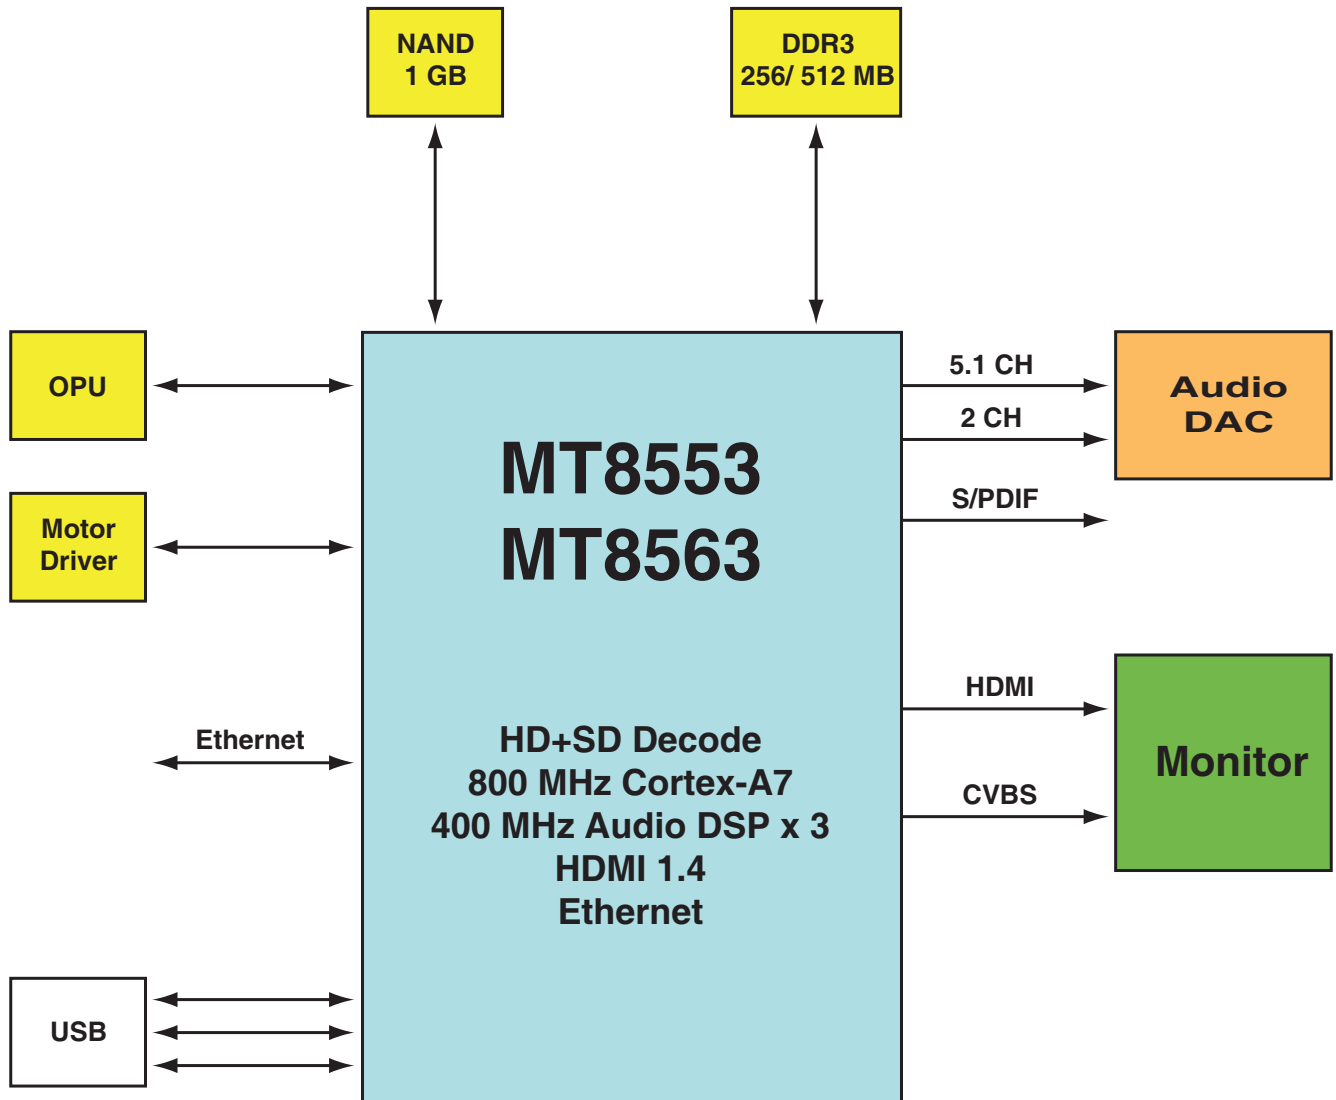 NAND
1 GB
DDR3
256/ 512 MB
OPU
5.1 CH
2 CH
Audio
DAC
MT8553
MT8563
S/PDIF
Motor
Driver
HDMI
Monitor
CVBS
Ethernet
HD+SD Decode
800 MHz Cortex-A7
400 MHz Audio DSP x 3
HDMI 1.4
Ethernet
USB